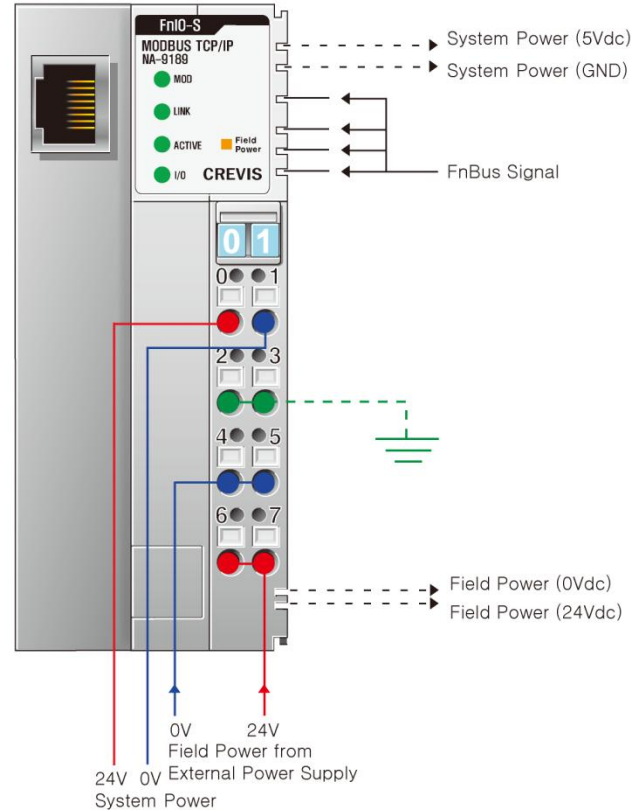 FnIO-S
MODBUS TCP/IP
NA-9189
MOD
LINK
ACTIVE
Field
Power
I/O
CREVIS
System Power (5Vdc)
System Power (GND)
FnBus Signal
0 1
0 1
2 3
4 5
6 7
Field Power (0Vdc)
Field Power (24Vdc)
0V 24V
Field Power from
External Power Supply
24V 0V
System Power